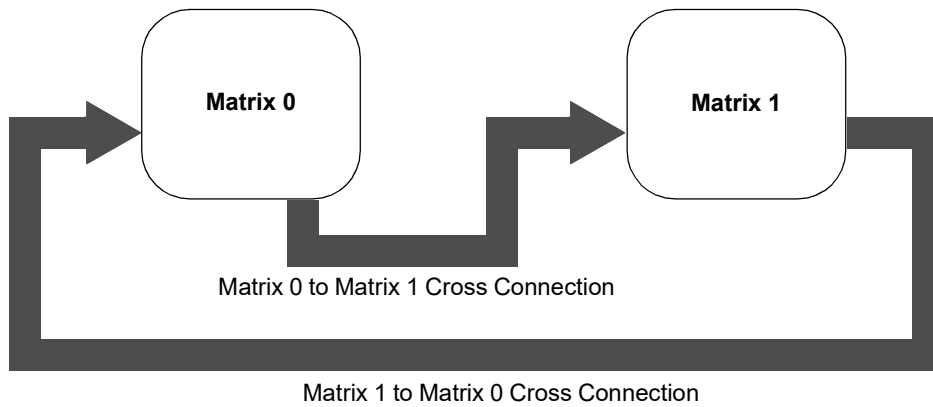 Matrix 0
Matrix 1
Matrix 0 to Matrix 1 Cross Connection
Matrix 1 to Matrix 0 Cross Connection